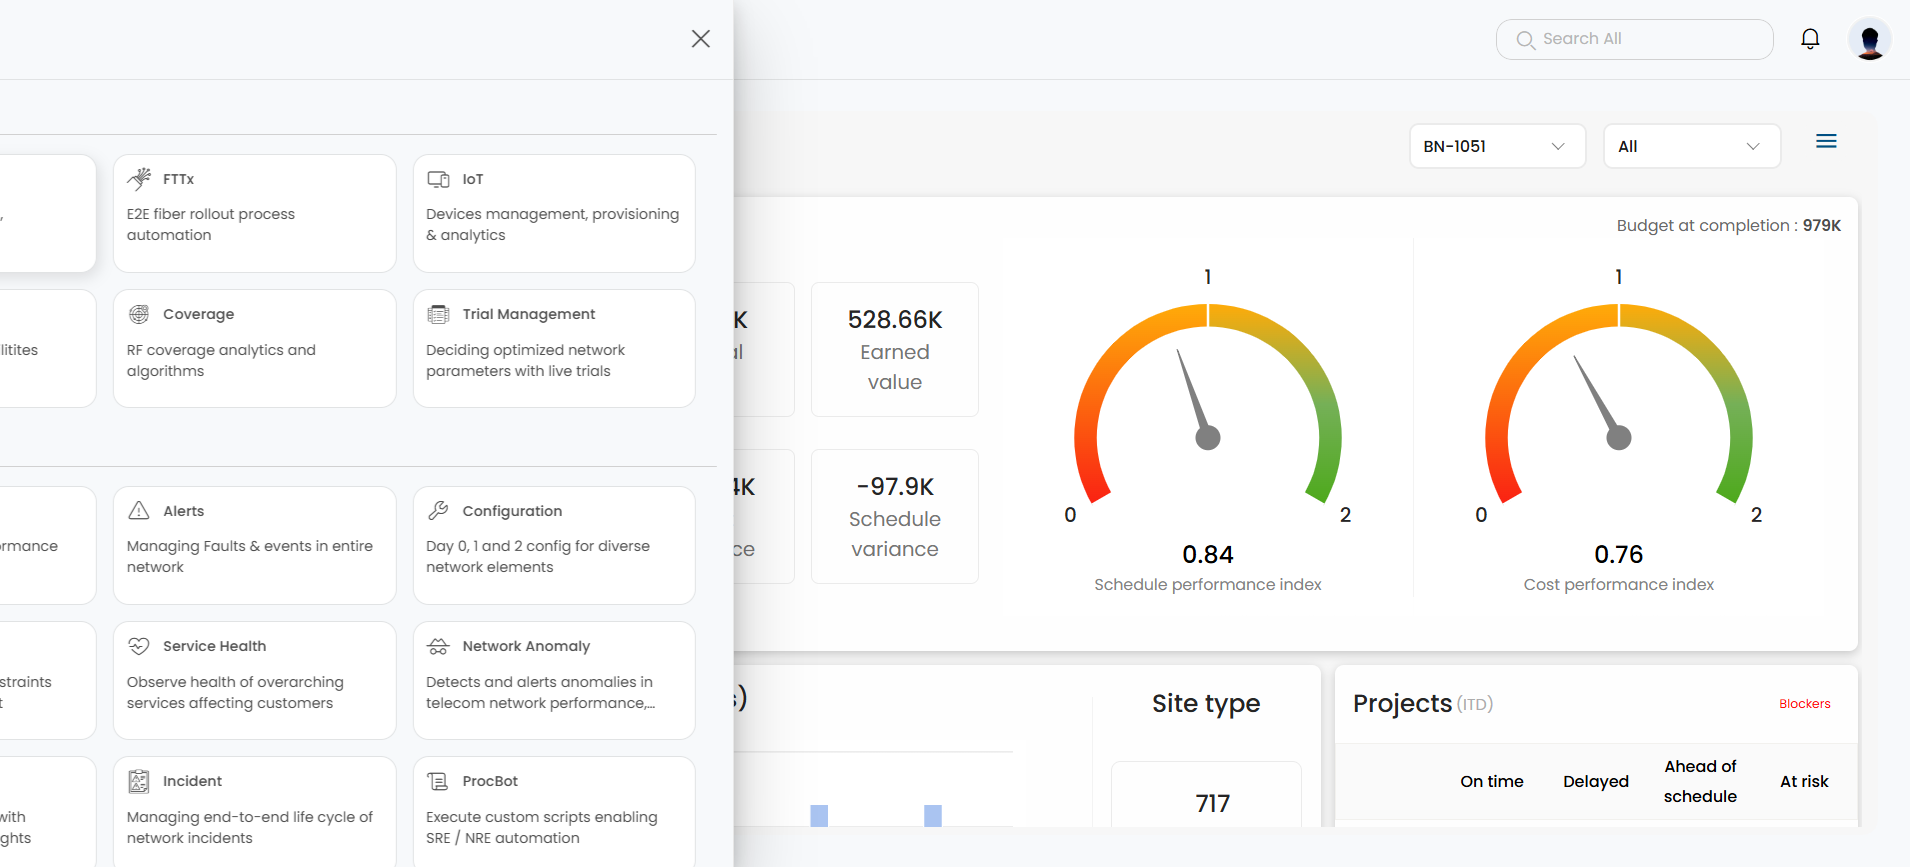 Search All
BN-1051
All
Budget at completion : 979K
FTTx
E2E fiber rollout process
automation
IoT
Devices management, provisioning
& analytics
litites
Coverage
RF coverage analytics and
algorithms
Trial Management
Deciding optimized network
parameters with live trials
K
528.66K
Earned
value
4K
ce
-97.9K
Schedule
variance
1
0
2
0.84
Schedule performance index
1
0
2
0.76
Cost performance index
rmance
Alerts
Managing Faults & events in entire
network
Configuration
Day 0, 1 and 2 config for diverse
network elements
straints
t
Service Health
Observe health of overarching
services affecting customers
Network Anomaly
Detects and alerts anomalies in
telecom network performance,...
with
ghts
Incident
Managing end-to-end life cycle of
network incidents
ProcBot
Execute custom scripts enabling
SRE / NRE automation
Site type
717
Projects (ITD)
Blockers
On time
Delayed
Ahead of
schedule
At risk